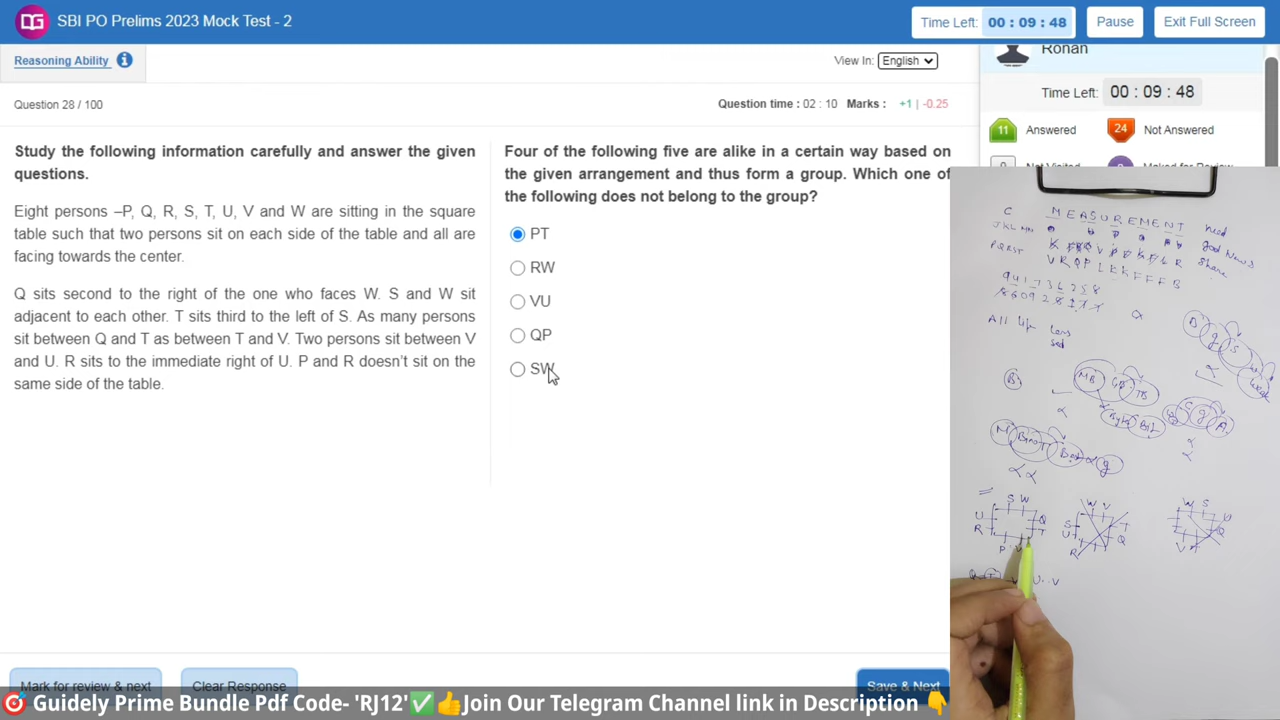 SBI PO Prelims 2023 Mock Test - 2
Time Left: 00 : 09 : 48
Pause
Exit Full Screen
Reasoning Ability
View In: English
Ronan
Question 28 / 100
Question time : 02 : 10 Marks : +1 | -0.25
Time Left: 00 : 09 : 48
11 Answered
24 Not Answered
Study the following information carefully and answer the given
questions.
Eight persons –P, Q, R, S, T, U, V and W are sitting in the square
table such that two persons sit on each side of the table and all are
facing towards the center.
Q sits second to the right of the one who faces W. S and W sit
adjacent to each other. T sits third to the left of S. As many persons
sit between Q and T as between T and V. Two persons sit between V
and U. R sits to the immediate right of U. P and R doesn't sit on the
same side of the table.
Four of the following five are alike in a certain way based on
the given arrangement and thus form a group. Which one of
the following does not belong to the group?
PT
RW
VU
QP
SW
C M E A S U R E M E N T
All
S W
U Q
R T
P
W V
S T
U Q
R
W S
U
Q
V
U . . V
Mark for review & next
Clear Response
Save & Next
Guidely Prime Bundle Pdf Code- 'RJ12'✅👍Join Our Telegram Channel link in Description 👇